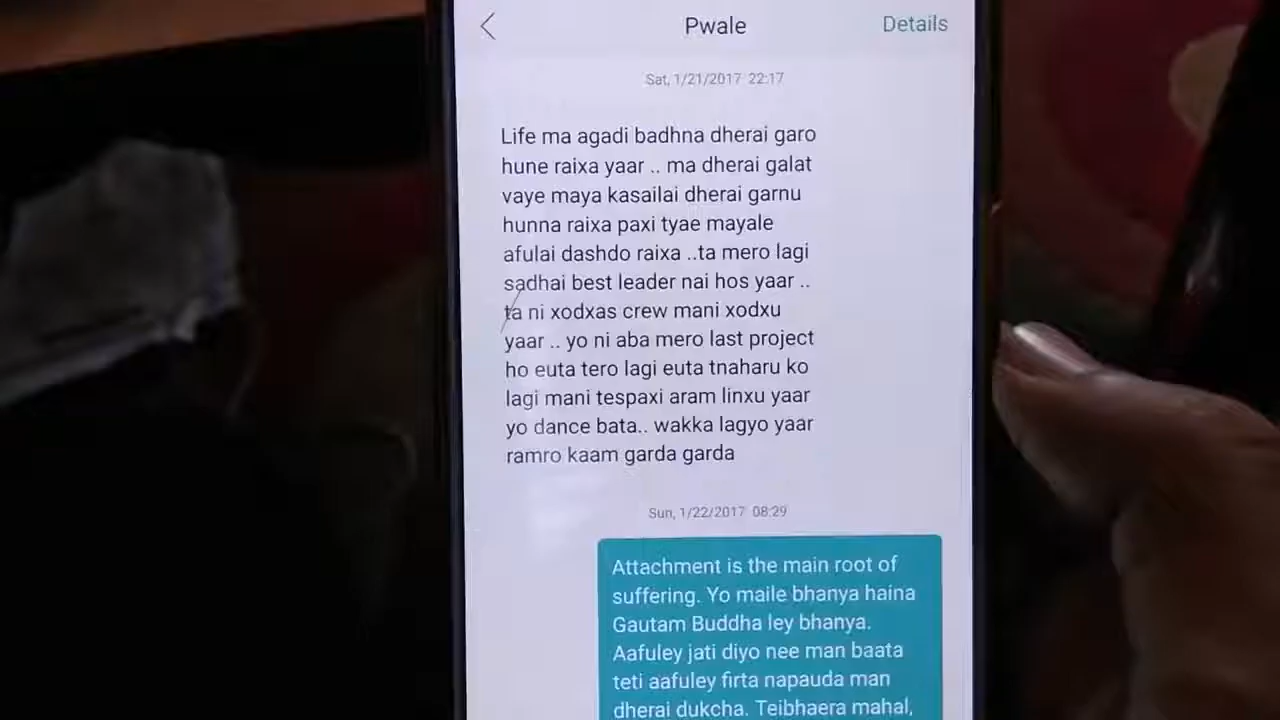 Pwale
Details
Sat, 1/21/2017 22:17
Life ma agadi badhna dherai garo
hune raixa yaar .. ma dherai galat
vaye maya kasailai dherai garnu
hunna raixa paxi tyae mayale
afulai dashdo raixa ..ta mero lagi
sadhai best leader nai hos yaar ..
ta ni xodxas crew mani xodxu
yaar .. yo ni aba mero last project
ho euta tero lagi euta tnaharu ko
lagi mani tespaxi aram linxu yaar
yo dance bata.. wakka lagyo yaar
ramro kaam garda garda
Sun, 1/22/2017 08:29
Attachment is the main root of
suffering. Yo maile bhanya haina
Gautam Buddha ley bhanya.
Aafuley jati diyo nee man baata
teti aafuley firta napauda man
dherai dukcha. Teibhaera mahal,